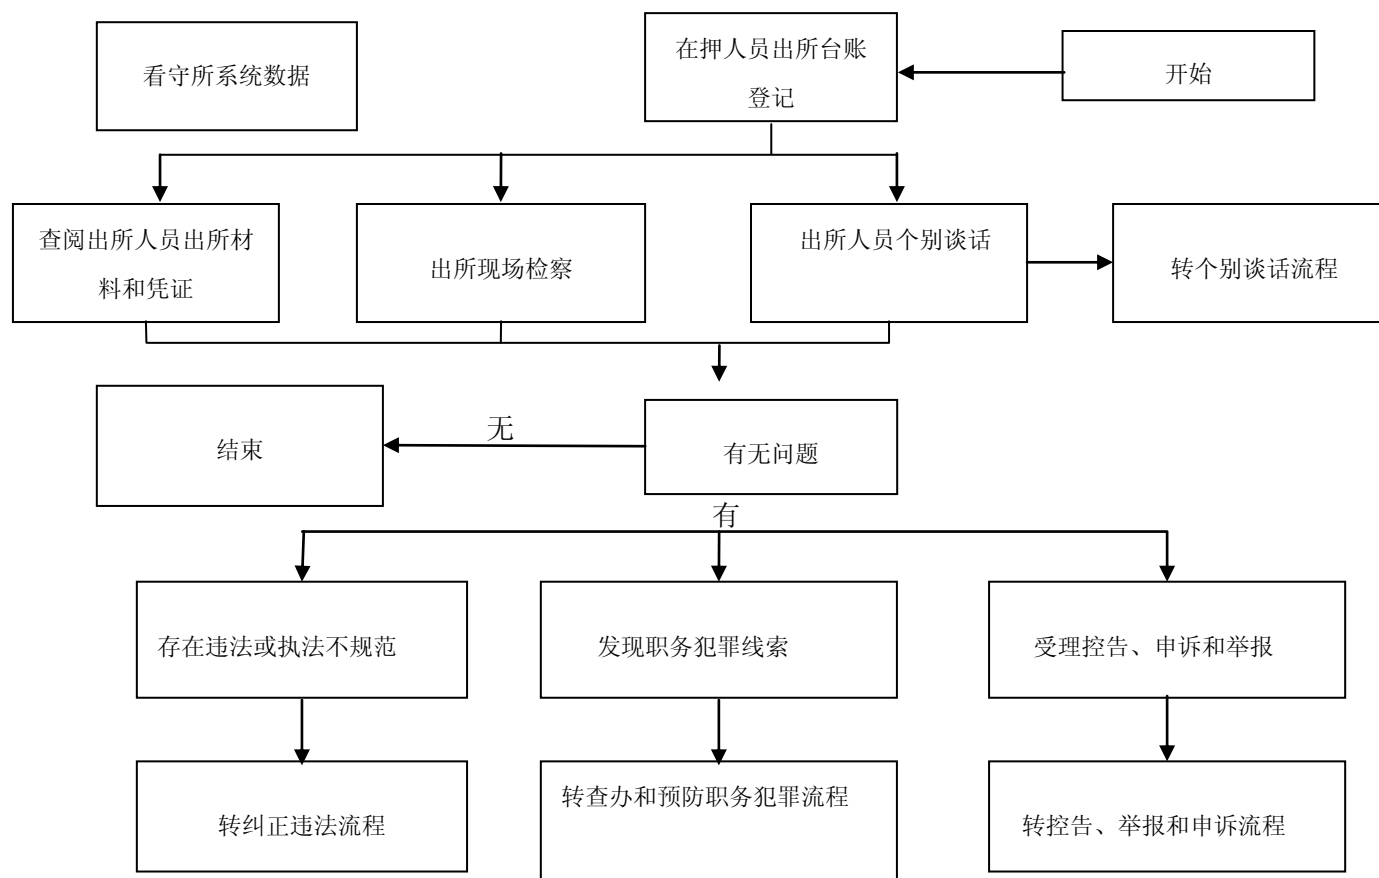 看守所系统数据
在押人员出所台账
登记
开始
查阅出所人员出所材
料和凭证
出所现场检察
出所人员个别谈话
转个别谈话流程
结束
无
有无问题
有
存在违法或执法不规范
发现职务犯罪线索
受理控告、申诉和举报
转纠正违法流程
转查办和预防职务犯罪流程
转控告、举报和申诉流程